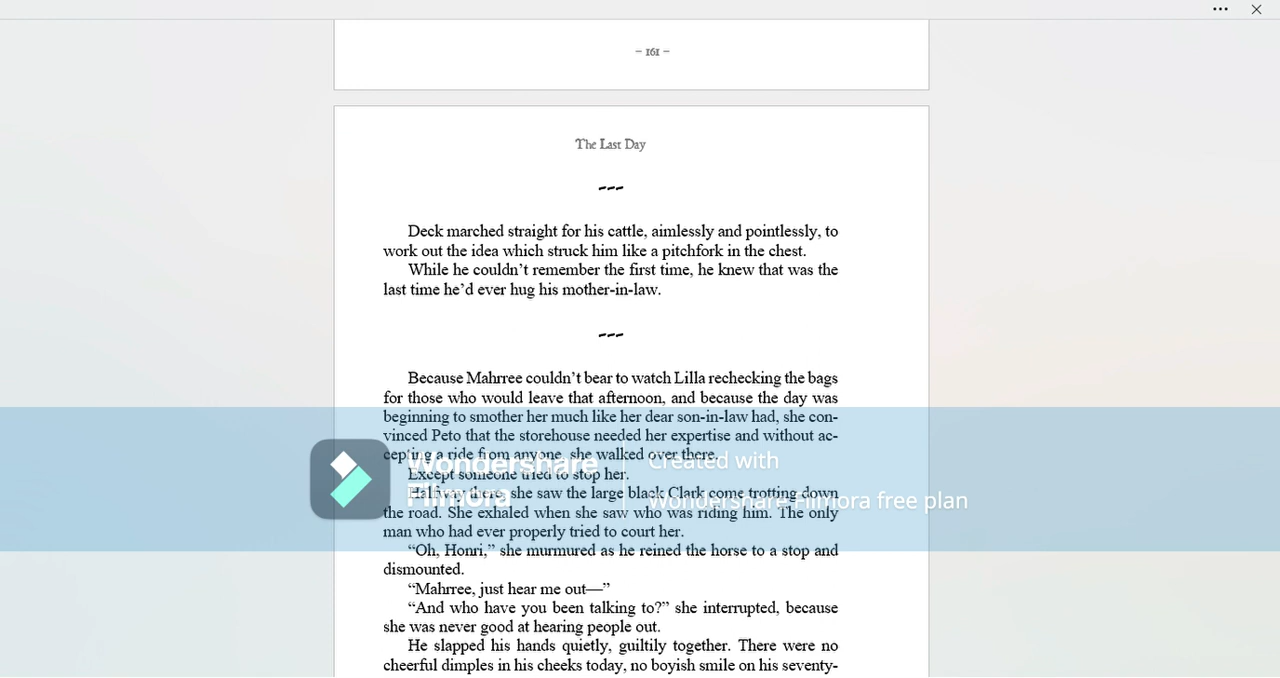 - 161 -
The Last Day
~~~
Deck marched straight for his cattle, aimlessly and pointlessly, to
work out the idea which struck him like a pitchfork in the chest.
While he couldn’t remember the first time, he knew that was the
last time he’d ever hug his mother-in-law.
~~~
Because Mahrree couldn’t bear to watch Lilla rechecking the bags
for those who would leave that afternoon, and because the day was
beginning to smother her much like her dear son-in-law had, she con-
vinced Peto that the storehouse needed her expertise and without ac-
cepting a ride from anyone, she walked over there.
Except someone tried to stop her.
Halfway there, she saw the large black Clark come trotting down
the road. She exhaled when she saw who was riding him. The only
man who had ever properly tried to court her.
“Oh, Honri,” she murmured as he reined the horse to a stop and
dismounted.
“Mahrree, just hear me out—”
“And who have you been talking to?” she interrupted, because
she was never good at hearing people out.
He slapped his hands quietly, guiltily together. There were no
cheerful dimples in his cheeks today, no boyish smile on his seventy-
Wondershare
Filmora
Created with
Wondershare Filmora free plan